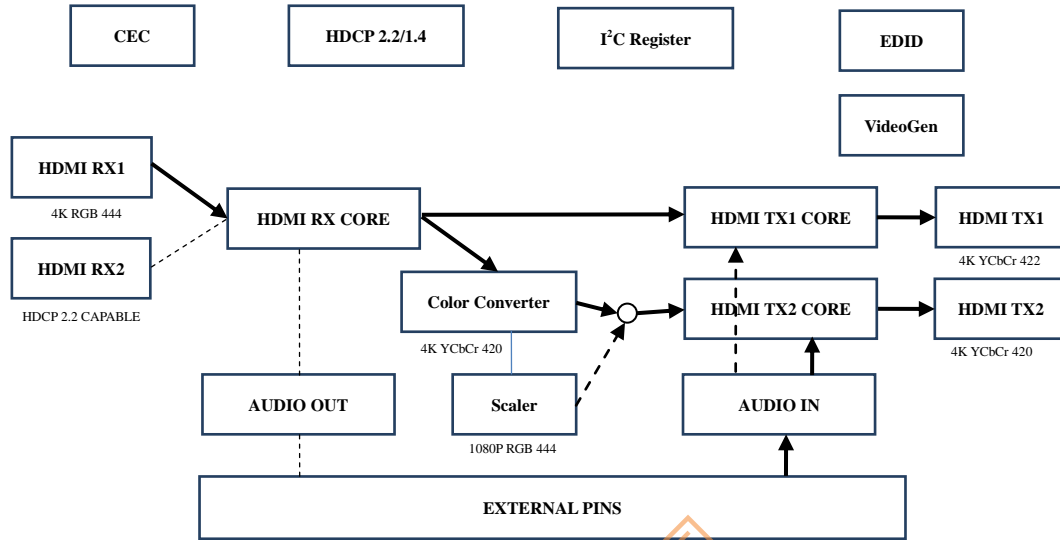 CEC
HDCP 2.2/1.4
I²C Register
EDID
VideoGen
HDMI RX1
4K RGB 444
HDMI RX CORE
HDMI TX1 CORE
HDMI TX1
4K YCbCr 422
HDMI RX2
HDCP 2.2 CAPABLE
Color Converter
4K YCbCr 420
HDMI TX2 CORE
HDMI TX2
4K YCbCr 420
AUDIO OUT
Scaler
1080P RGB 444
AUDIO IN
EXTERNAL PINS